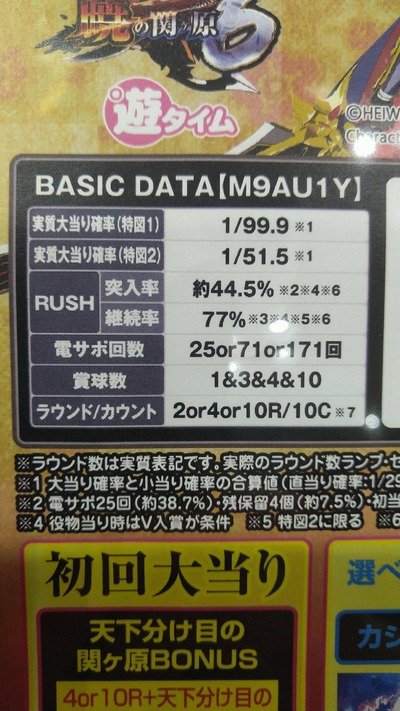 暁の関ヶ原
遊タイム
©HEIW
Charact
BASIC DATA【M9AU1Y】
実質大当り確率(特図1) 1/99.9 ※1
実質大当り確率(特図2) 1/51.5 ※1
RUSH 突入率 約44.5% ※2※4※6
継続率 77%※3※4※5※6
電サポ回数 25or71or171回
賞球数 1&3&4&10
ラウンド/カウント 2or4or10R/10C ※7
※ラウンド数は実質表記です。実際のラウンド数ランプ・セ
※1 大当り確率と小当り確率の合算値(直当り確率:1/29
※2 電サポ25回(約38.7%)・残保留4個(約7.5%)・初当
※4 役物当り時はV入賞が条件 ※5 特図2に限る ※6
初回大当り
選べ
天下分け目の
関ヶ原BONUS
カシ
4or10R+天下分け目の